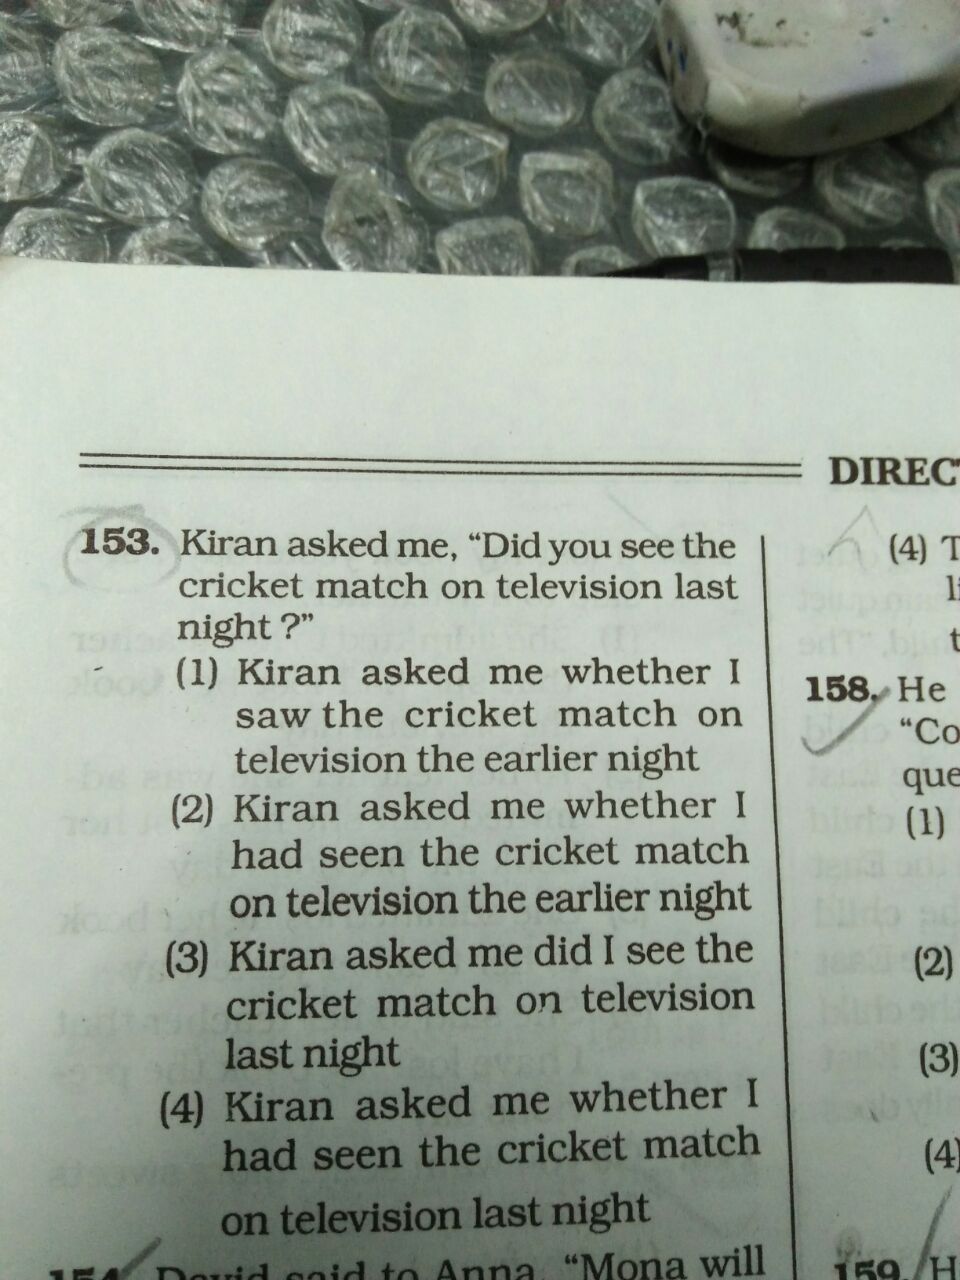 DIREC
153. Kiran asked me, “Did you see the
cricket match on television last
night ?”
(1) Kiran asked me whether I
saw the cricket match on
television the earlier night
(2) Kiran asked me whether I
had seen the cricket match
on television the earlier night
(3) Kiran asked me did I see the
cricket match on television
last night
(4) Kiran asked me whether I
had seen the cricket match
on television last night
154. David said to Anna, “Mona will
(4) T
li
t
158. He
“Co
que
(1)
(2)
(3)
(4)
159. H